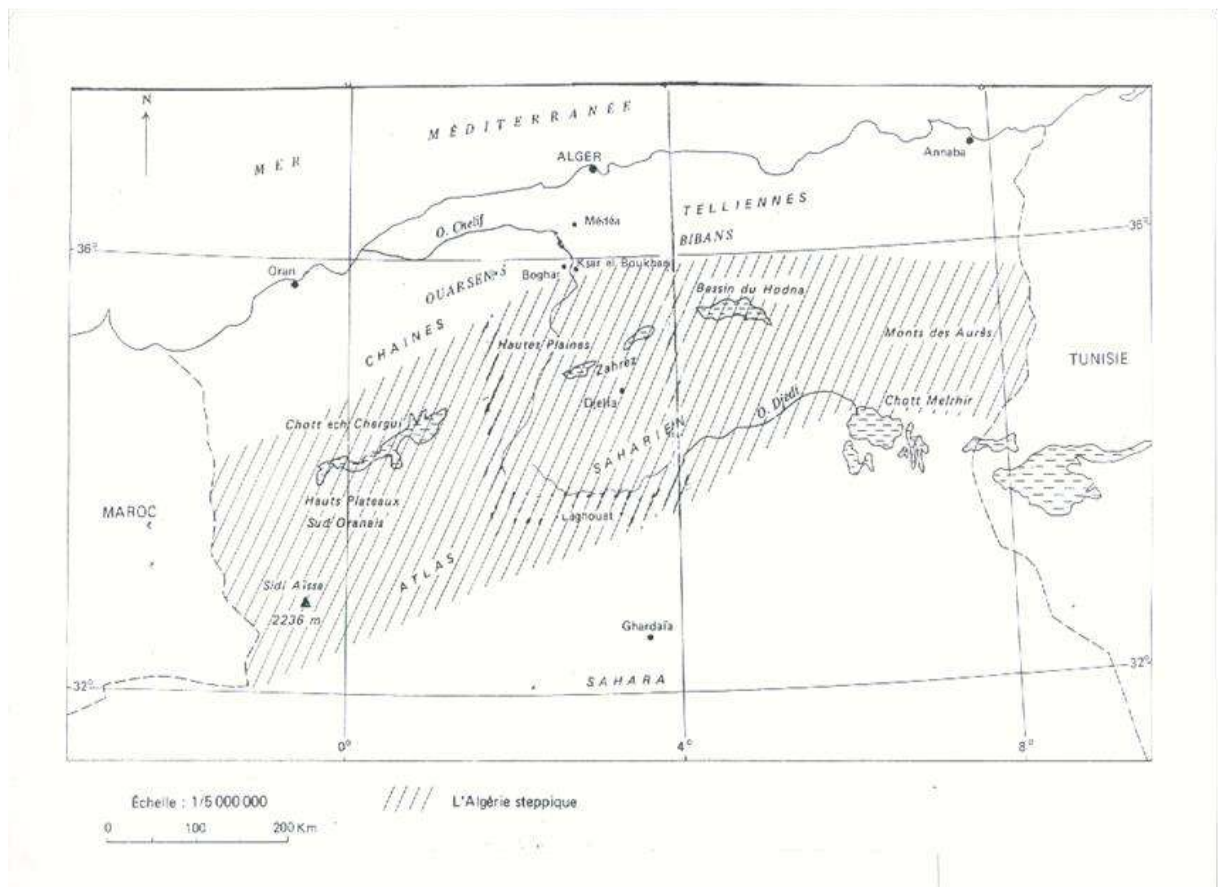 N
MER MÉDITERRANÉE
ALGER
Annaba
TELLIENNES
O. Chelif
Médéa
36°
36°
BIBANS
Oran
Boghar
Ksar el Boukhari
OUARSENIS
Bassin du Hodna
CHAINES
Hautes Plaines
Monts des Aurès
TUNISIE
Zahrez
Djelfa
O. Djedi
Chott Melrhir
Chott ech Chergui
SAHARIEN
Hauts Plateaux
Sud Oranais
MAROC
Laghouat
ATLAS
Sidi Aïssa
2236 m
Ghardaïa
32°
32°
SAHARA
0°
4°
8°
Échelle : 1/5 000 000
L'Algérie steppique
0 100 200 Km